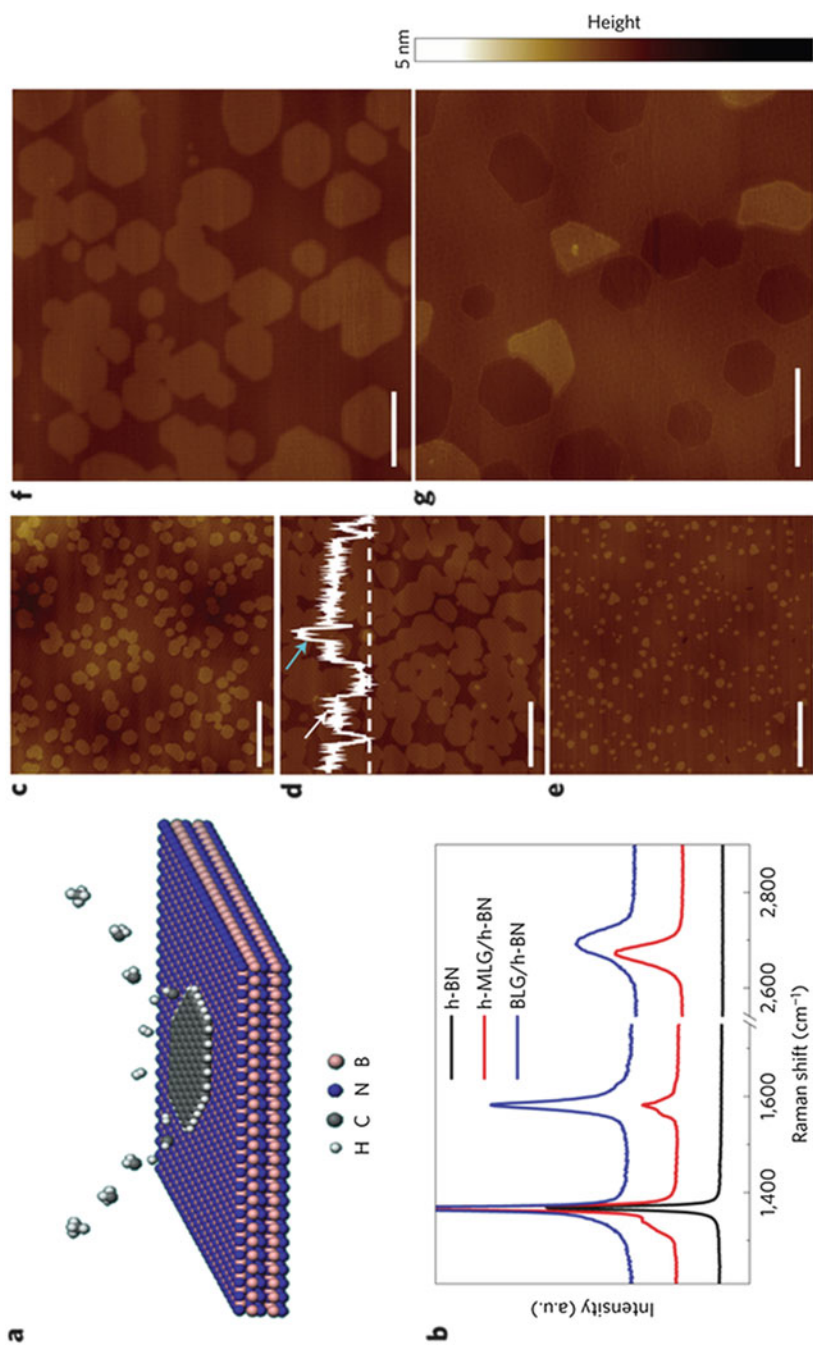 a
H C N B
b
Intensity (a.u.)
h-BN
h-MLG/h-BN
BLG/h-BN
1,400
1,600
2,600
2,800
Raman shift (cm⁻¹)
c
d
e
f
g
5 nm
Height